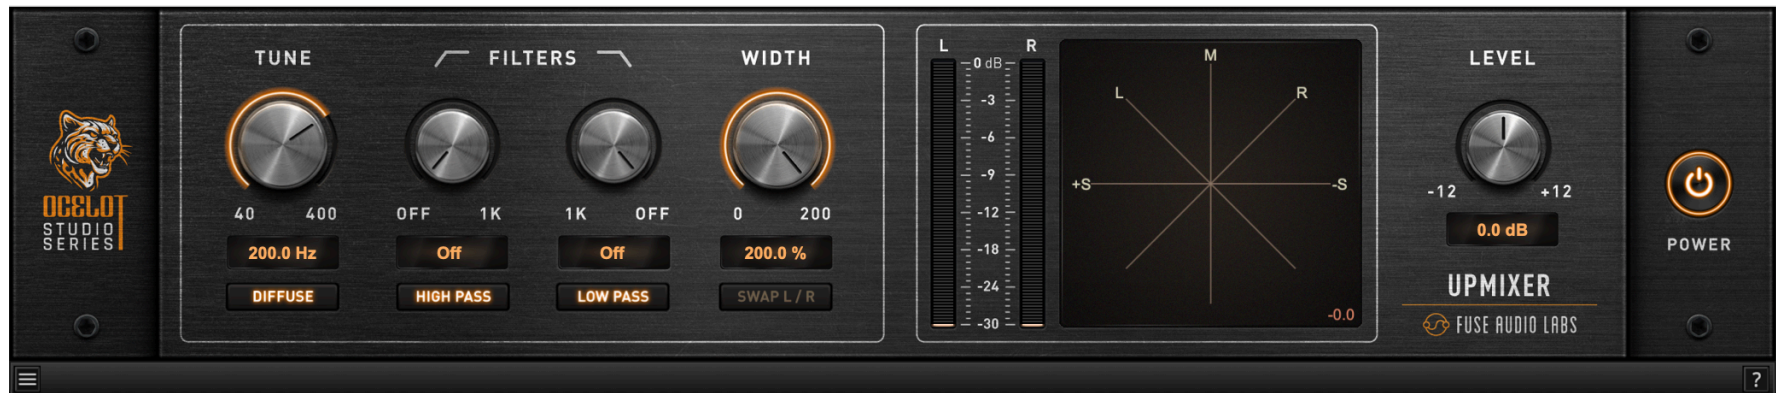 TUNE
FILTERS
WIDTH
40 400
OFF 1K
1K OFF
0 200
200.0 Hz
Off
Off
200.0 %
DIFFUSE
HIGH PASS
LOW PASS
SWAP L / R
OCELOT
STUDIO
SERIES
L R
0 dB
-3
-6
-9
-12
-18
-24
-30
M
L R
+S -S
-0.0
LEVEL
-12 +12
0.0 dB
UPMIXER
FUSE AUDIO LABS
POWER
?